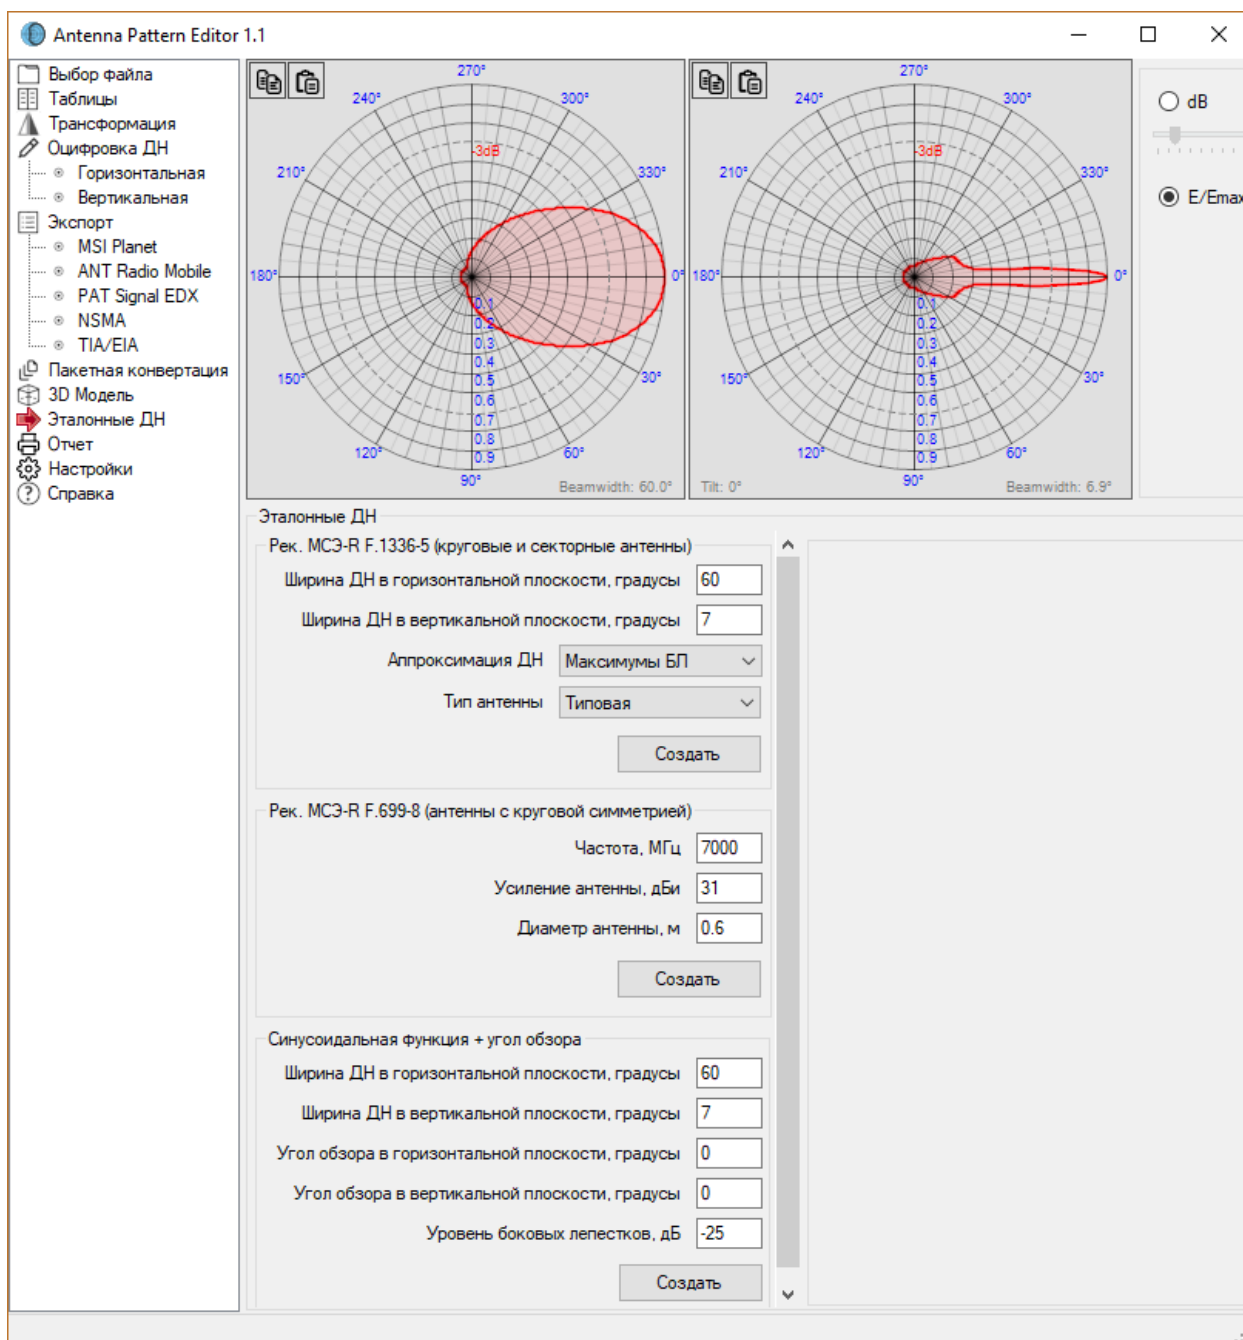 Antenna Pattern Editor 1.1
Выбор файла
Таблицы
Трансформация
Оцифровка ДН
Горизонтальная
Вертикальная
Экспорт
MSI Planet
ANT Radio Mobile
PAT Signal EDX
NSMA
TIA/EIA
Пакетная конвертация
3D Модель
Эталонные ДН
Отчет
Настройки
Справка
270°
240° 300°
-3dB
210° 330°
180° 0°
0.1
0.2
0.3
0.4
150° 0.5 30°
0.6
0.7
0.8
120° 0.9 60°
90°
Beamwidth: 60.0°
270°
240° 300°
-3dB
210° 330°
180° 0°
0.1
0.2
0.3
0.4
150° 0.5 30°
0.6
0.7
0.8
120° 0.9 60°
90°
Tilt: 0° Beamwidth: 6.9°
dB
E/Emax
Эталонные ДН
Рек. МСЭ-R F.1336-5 (круговые и секторные антенны)
Ширина ДН в горизонтальной плоскости, градусы 60
Ширина ДН в вертикальной плоскости, градусы 7
Аппроксимация ДН Максимумы БЛ
Тип антенны Типовая
Создать
Рек. МСЭ-R F.699-8 (антенны с круговой симметрией)
Частота, МГц 7000
Усиление антенны, дБи 31
Диаметр антенны, м 0.6
Создать
Синусоидальная функция + угол обзора
Ширина ДН в горизонтальной плоскости, градусы 60
Ширина ДН в вертикальной плоскости, градусы 7
Угол обзора в горизонтальной плоскости, градусы 0
Угол обзора в вертикальной плоскости, градусы 0
Уровень боковых лепестков, дБ -25
Создать